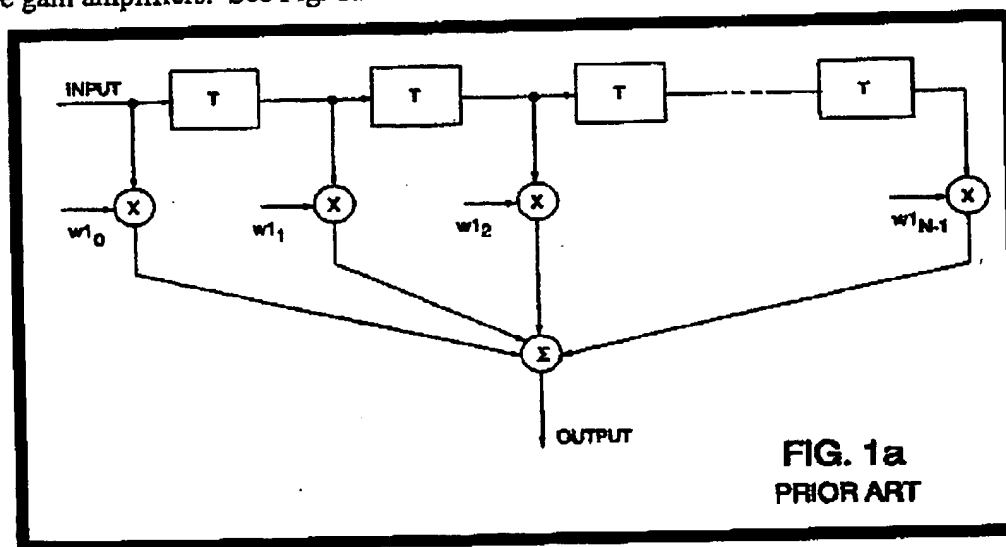 e gain amplifiers. See Fig.
INPUT T T T T
X X X X
w1₀ w1₁ w1₂ w1N-1
Σ
OUTPUT
FIG. 1a
PRIOR ART